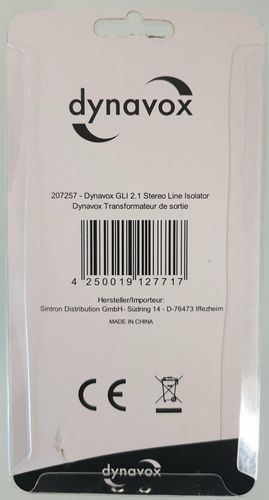 dynavox
207257 - Dynavox GLI 2.1 Stereo Line Isolator
Dynavox Transformateur de sortie
4 250019 127717
Hersteller/Importeur:
Sintron Distribution GmbH- Südring 14 - D-76473 Iffezheim
MADE IN CHINA
CE
dynavox